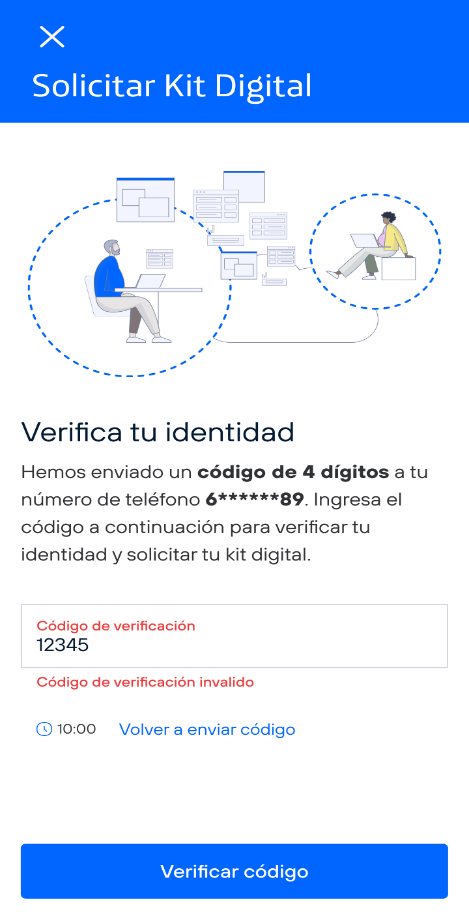 Solicitar Kit Digital
Verifica tu identidad
Hemos enviado un código de 4 dígitos a tu
número de teléfono 6******89. Ingresa el
código a continuación para verificar tu
identidad y solicitar tu kit digital.
Código de verificación
12345
Código de verificación invalido
10:00 Volver a enviar código
Verificar código